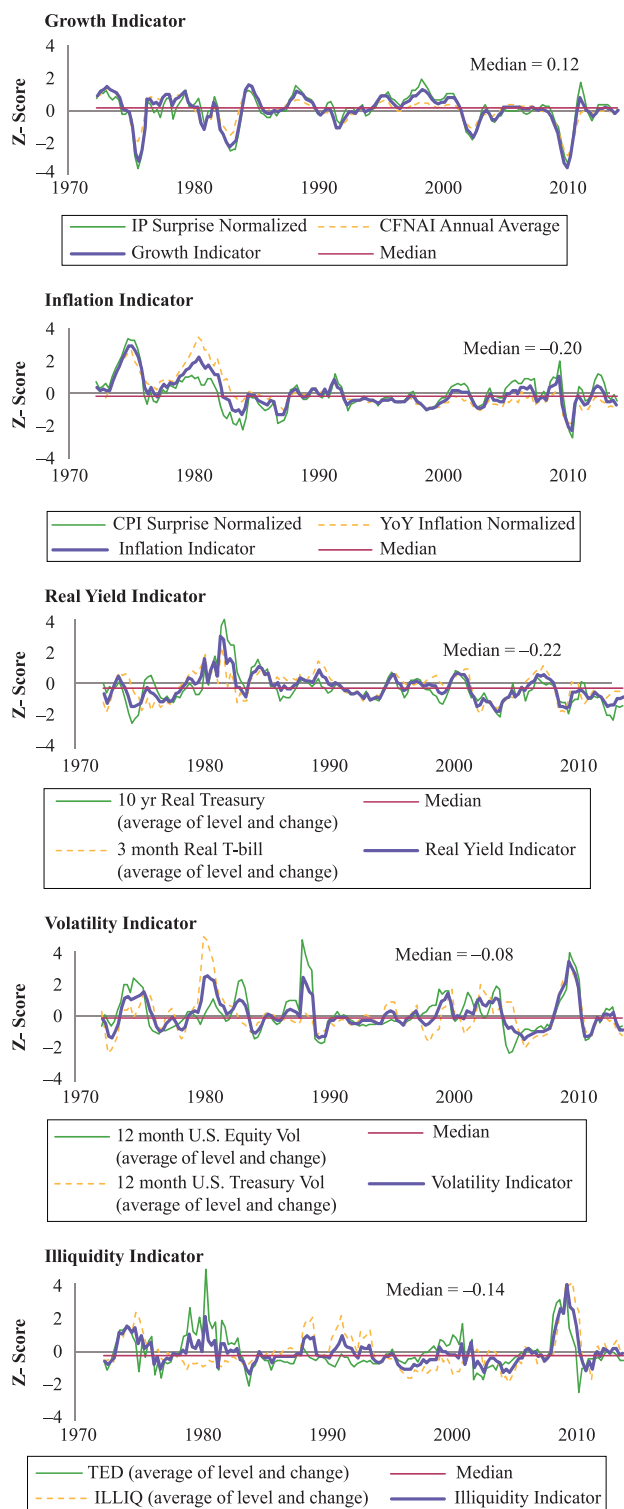 Growth Indicator
4
Median = 0.12
2
0
−2
−4
Z- Score
1970 1980 1990 2000 2010
IP Surprise Normalized CFNAI Annual Average
Growth Indicator Median
Inflation Indicator
4
Median = −0.20
2
0
−2
−4
Z- Score
1970 1980 1990 2000 2010
CPI Surprise Normalized YoY Inflation Normalized
Inflation Indicator Median
Real Yield Indicator
4
Median = −0.22
2
0
−2
−4
Z- Score
1970 1980 1990 2000 2010
10 yr Real Treasury Median
(average of level and change)
3 month Real T-bill Real Yield Indicator
(average of level and change)
Volatility Indicator
4
Median = −0.08
2
0
−2
−4
Z- Score
1970 1980 1990 2000 2010
12 month U.S. Equity Vol Median
(average of level and change)
12 month U.S. Treasury Vol Volatility Indicator
(average of level and change)
Illiquidity Indicator
4
Median = −0.14
2
0
−2
−4
Z- Score
1970 1980 1990 2000 2010
TED (average of level and change) Median
ILLIQ (average of level and change) Illiquidity Indicator